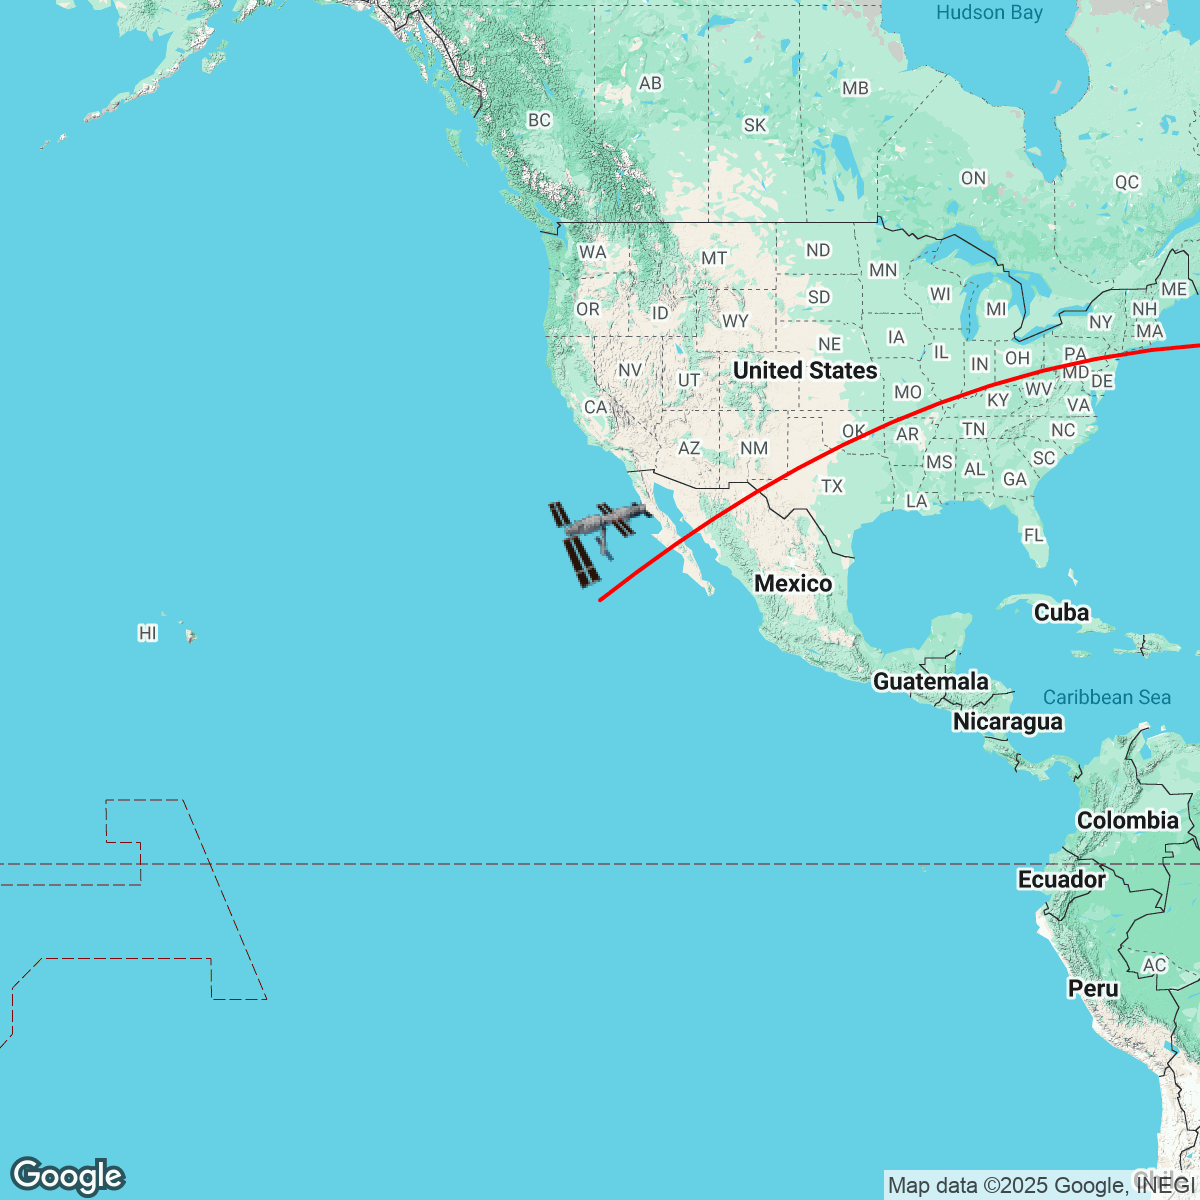 Hudson Bay
AB
MB
BC
SK
ON
QC
WA
MT
ND
MN
ME
SD
WI
MI
NH
OR
ID
WY
NY
MA
NE
IA
IL
IN
OH
PA
NV
UT
United States
MD
DE
CA
MO
KY
WV
VA
AZ
NM
OK
AR
TN
NC
MS
AL
SC
TX
GA
LA
FL
Mexico
Cuba
HI
Guatemala
Caribbean Sea
Nicaragua
Colombia
Ecuador
AC
Peru
Google
Map data ©2025 Google, INEGI